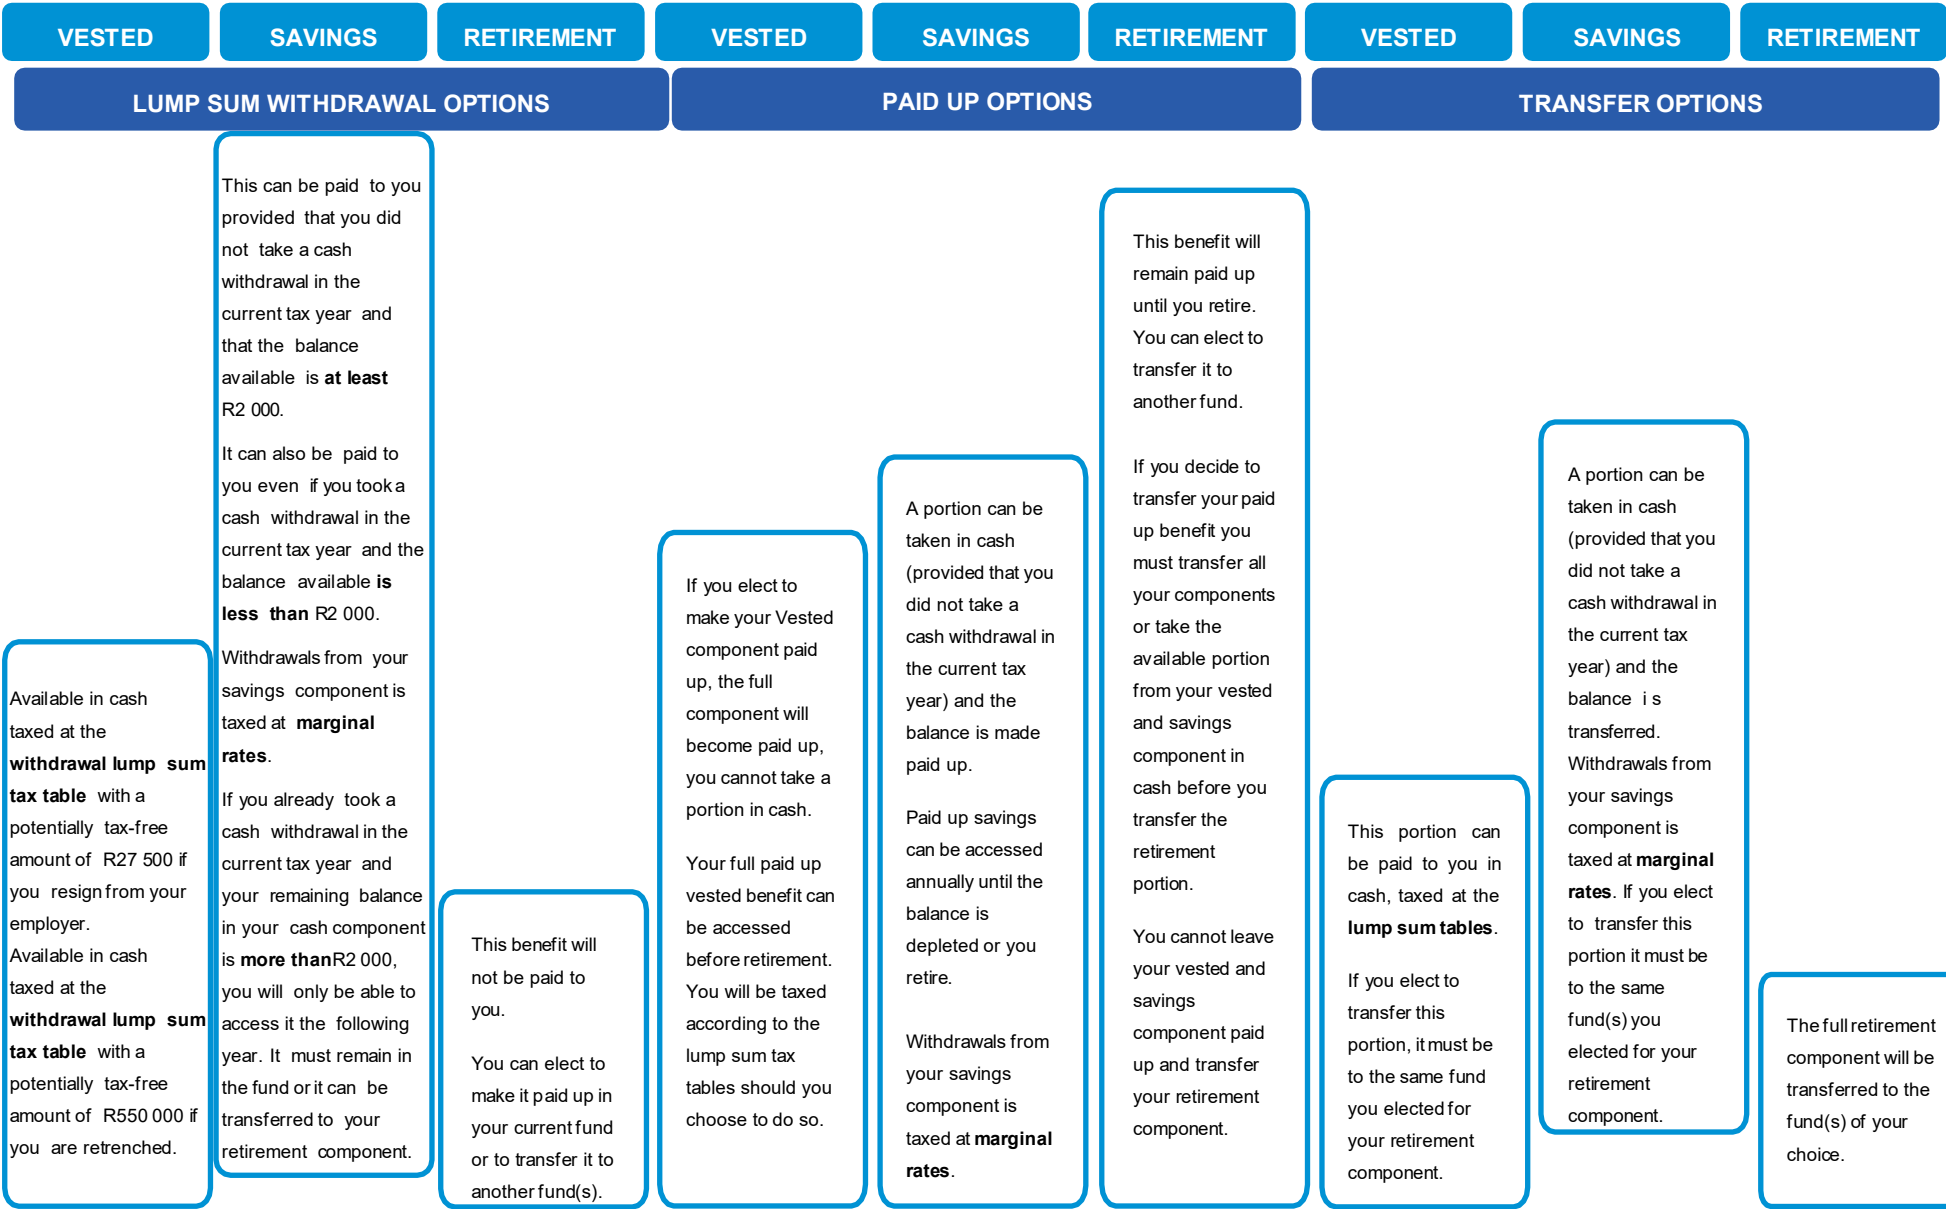 VESTED
SAVINGS
RETIREMENT
VESTED
SAVINGS
RETIREMENT
VESTED
SAVINGS
RETIREMENT
LUMP SUM WITHDRAWAL OPTIONS
PAID UP OPTIONS
TRANSFER OPTIONS
Available in cash
taxed at the
withdrawal lump sum
tax table with a
potentially tax-free
amount of R27 500 if
you resign from your
employer.
Available in cash
taxed at the
withdrawal lump sum
tax table with a
potentially tax-free
amount of R550 000 if
you are retrenched.
This can be paid to you
provided that you did
not take a cash
withdrawal in the
current tax year and
that the balance
available is at least
R2 000.
It can also be paid to
you even if you took a
cash withdrawal in the
current tax year and the
balance available is
less than R2 000.
Withdrawals from your
savings component is
taxed at marginal
rates.
If you already took a
cash withdrawal in the
current tax year and
your remaining balance
in your cash component
is more than R2 000,
you will only be able to
access it the following
year. It must remain in
the fund or it can be
transferred to your
retirement component.
This benefit will
not be paid to
you.
You can elect to
make it paid up in
your current fund
or to transfer it to
another fund(s).
If you elect to
make your Vested
component paid
up, the full
component will
become paid up,
you cannot take a
portion in cash.
Your full paid up
vested benefit can
be accessed
before retirement.
You will be taxed
according to the
lump sum tax
tables should you
choose to do so.
A portion can be
taken in cash
(provided that you
did not take a
cash withdrawal in
the current tax
year) and the
balance is made
paid up.
Paid up savings
can be accessed
annually until the
balance is
depleted or you
retire.
Withdrawals from
your savings
component is
taxed at marginal
rates.
This benefit will
remain paid up
until you retire.
You can elect to
transfer it to
another fund.
If you decide to
transfer your paid
up benefit you
must transfer all
your components
or take the
available portion
from your vested
and savings
component in
cash before you
transfer the
retirement
portion.
You cannot leave
your vested and
savings
component paid
up and transfer
your retirement
component.
This portion can
be paid to you in
cash, taxed at the
lump sum tables.
If you elect to
transfer this
portion, it must be
to the same fund
you elected for
your retirement
component.
A portion can be
taken in cash
(provided that you
did not take a
cash withdrawal in
the current tax
year) and the
balance i s
transferred.
Withdrawals from
your savings
component is
taxed at marginal
rates. If you elect
to transfer this
portion it must be
to the same
fund(s) you
elected for your
retirement
component.
The full retirement
component will be
transferred to the
fund(s) of your
choice.